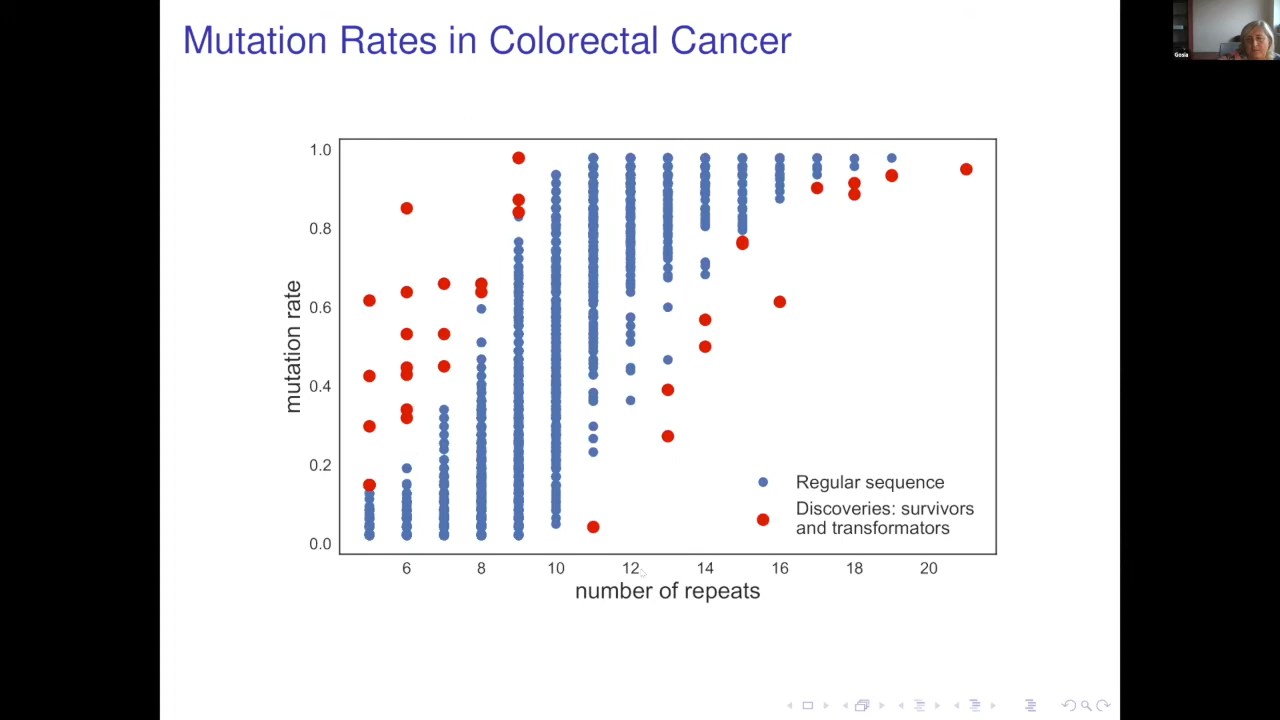 Mutation Rates in Colorectal Cancer
Gosia
1.0
0.8
0.6
0.4
0.2
0.0
mutation rate
6 8 10 12 14 16 18 20
number of repeats
Regular sequence
Discoveries: survivors
and transformators